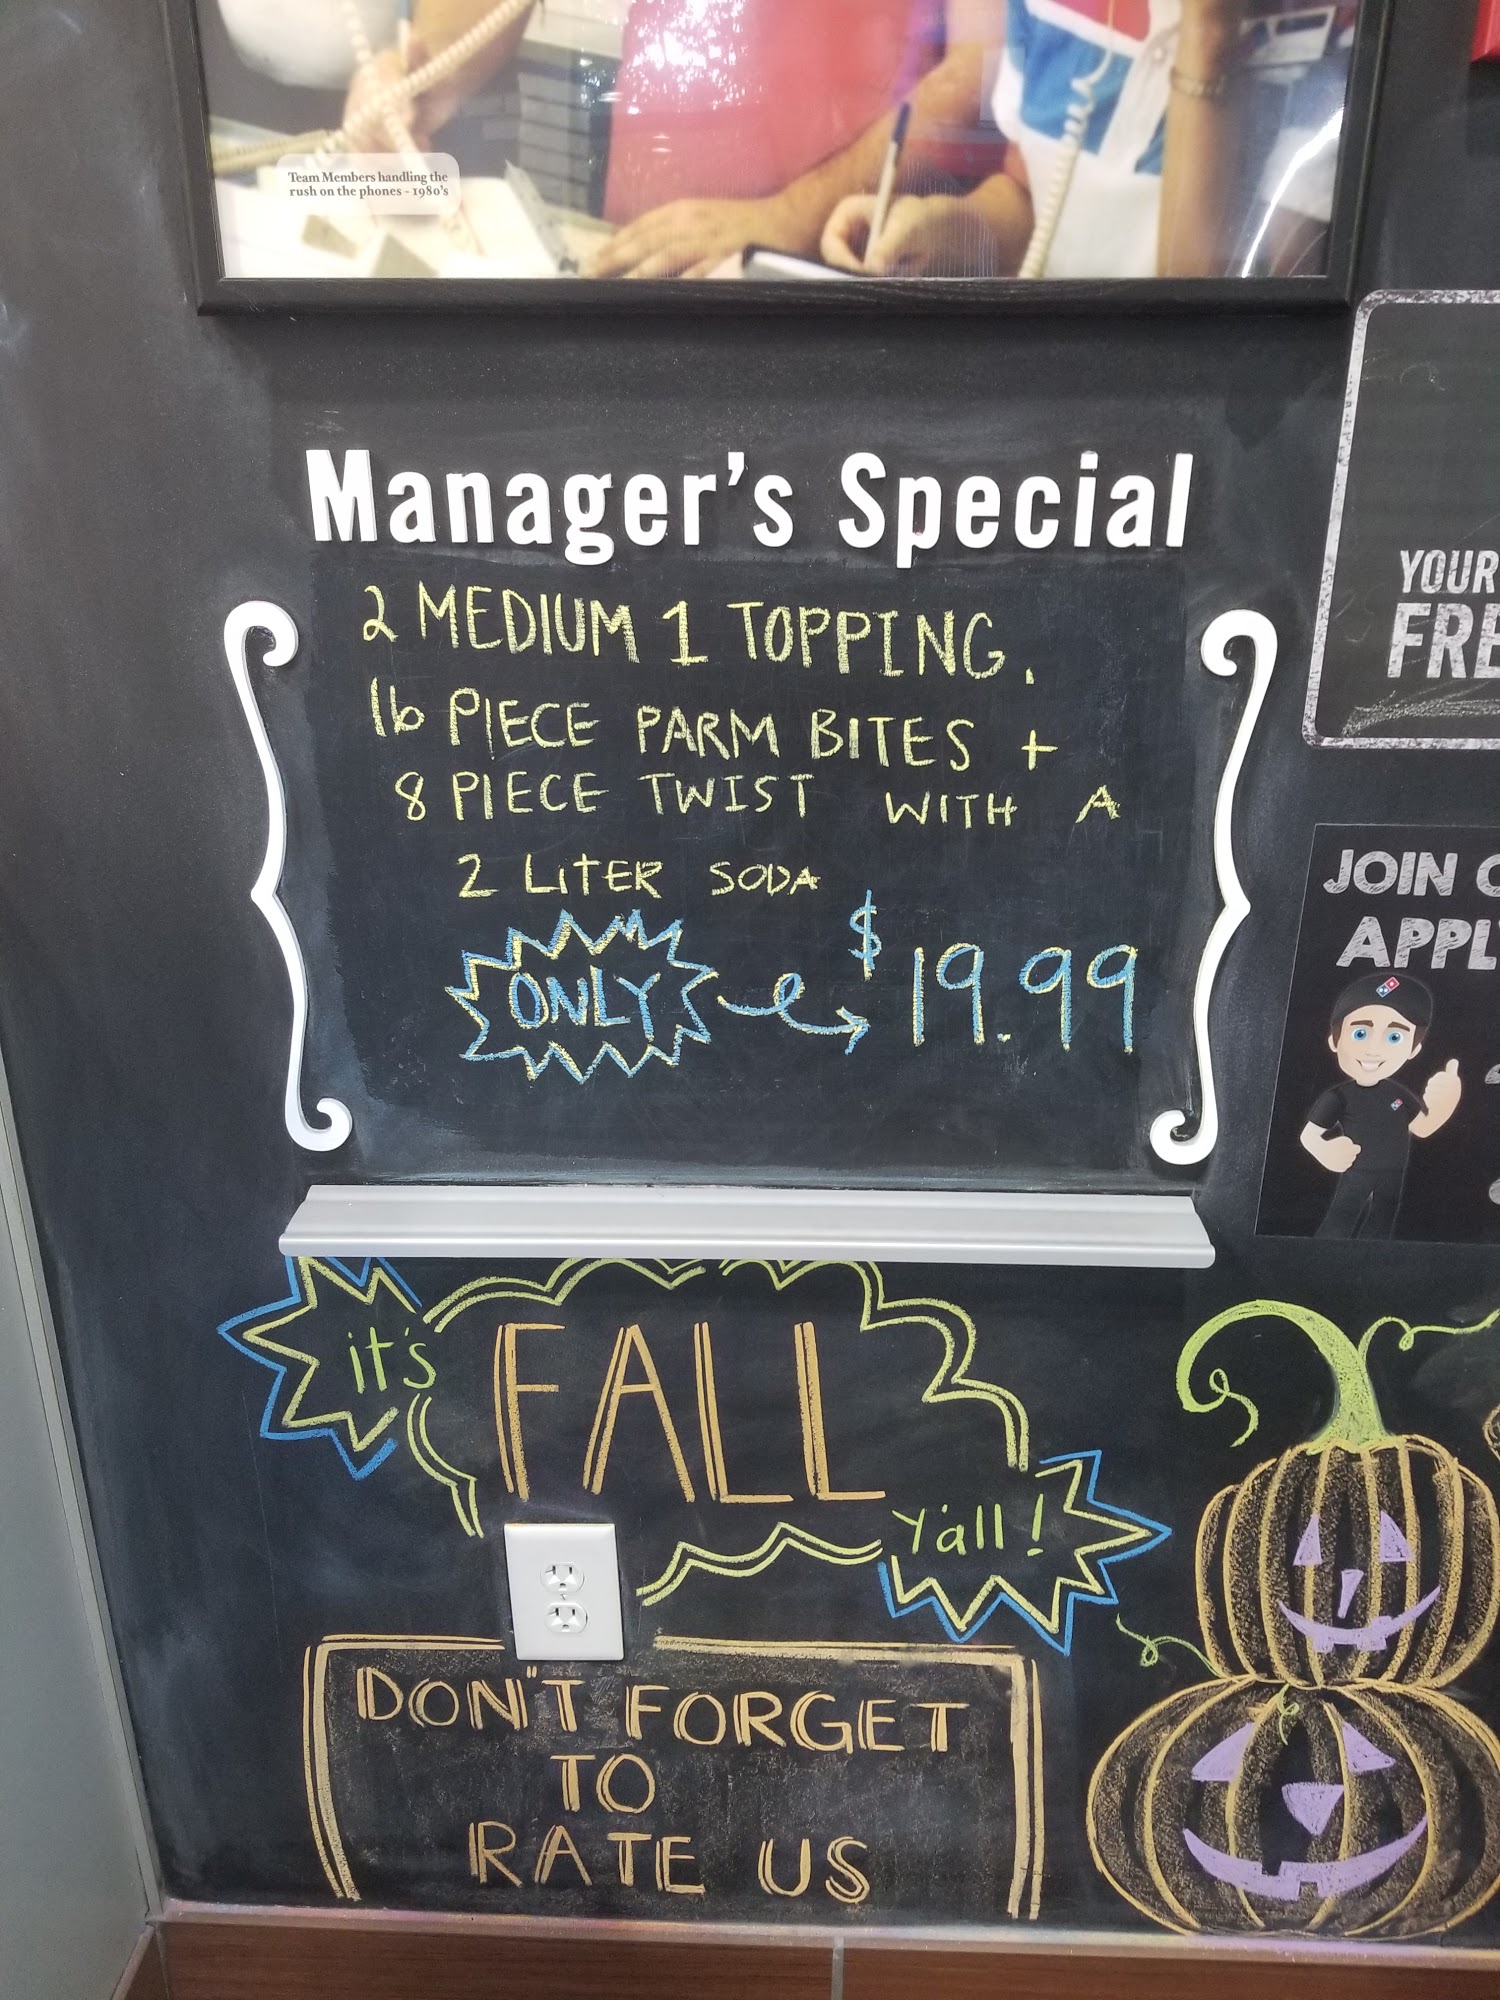 Team Members handling the
rush on the phones - 1980's
Manager's Special
2 MEDIUM 1 TOPPING,
16 PIECE PARM BITES +
8 PIECE TWIST WITH A
2 LITER SODA
ONLY $19.99
YOUR
FRE
JOIN
APPLY
it's
FALL
Y'all!
DON"T FORGET
TO
RATE US